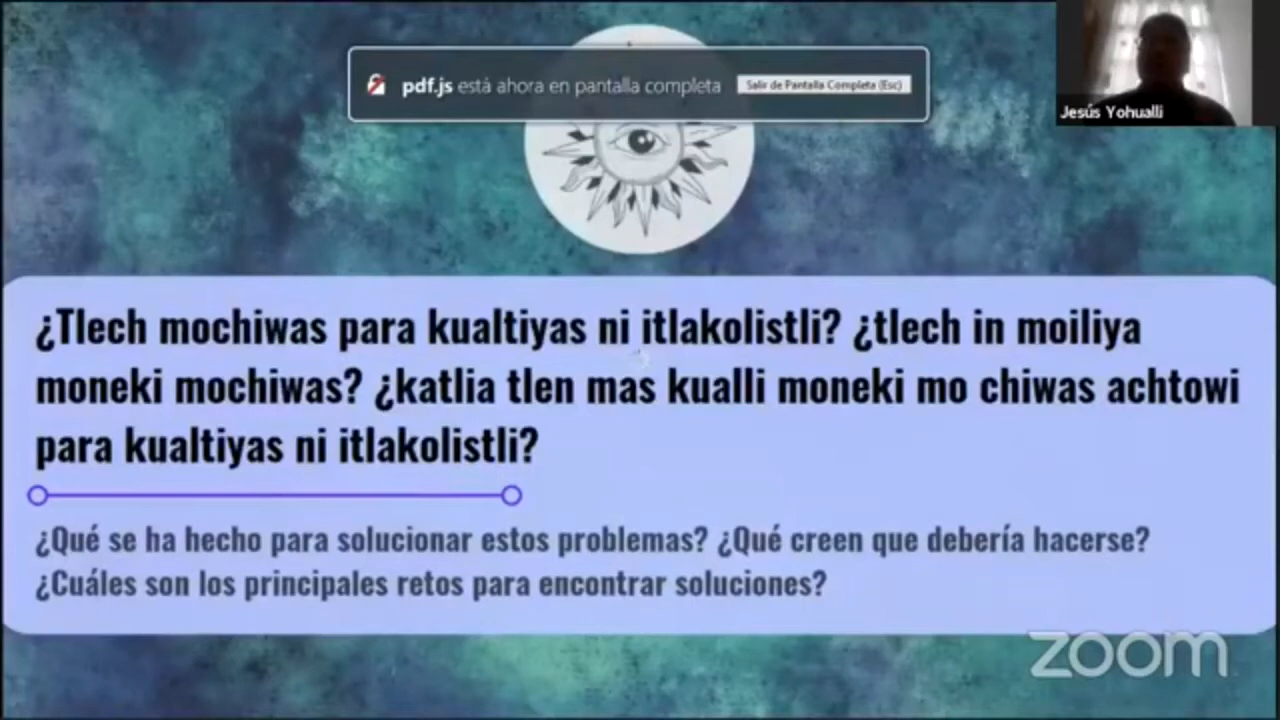 pdf.js está ahora en pantalla completa
Salir de Pantalla Completa (Esc)
Jesús Yohualli
¿Tlech mochiwas para kualtiyas ni itlakolistli? ¿tlech in moiliya
moneki mochiwas? ¿katlia tlen mas kualli moneki mo chiwas achtowi
para kualtiyas ni itlakolistli?
¿Qué se ha hecho para solucionar estos problemas? ¿Qué creen que debería hacerse?
¿Cuáles son los principales retos para encontrar soluciones?
zoom